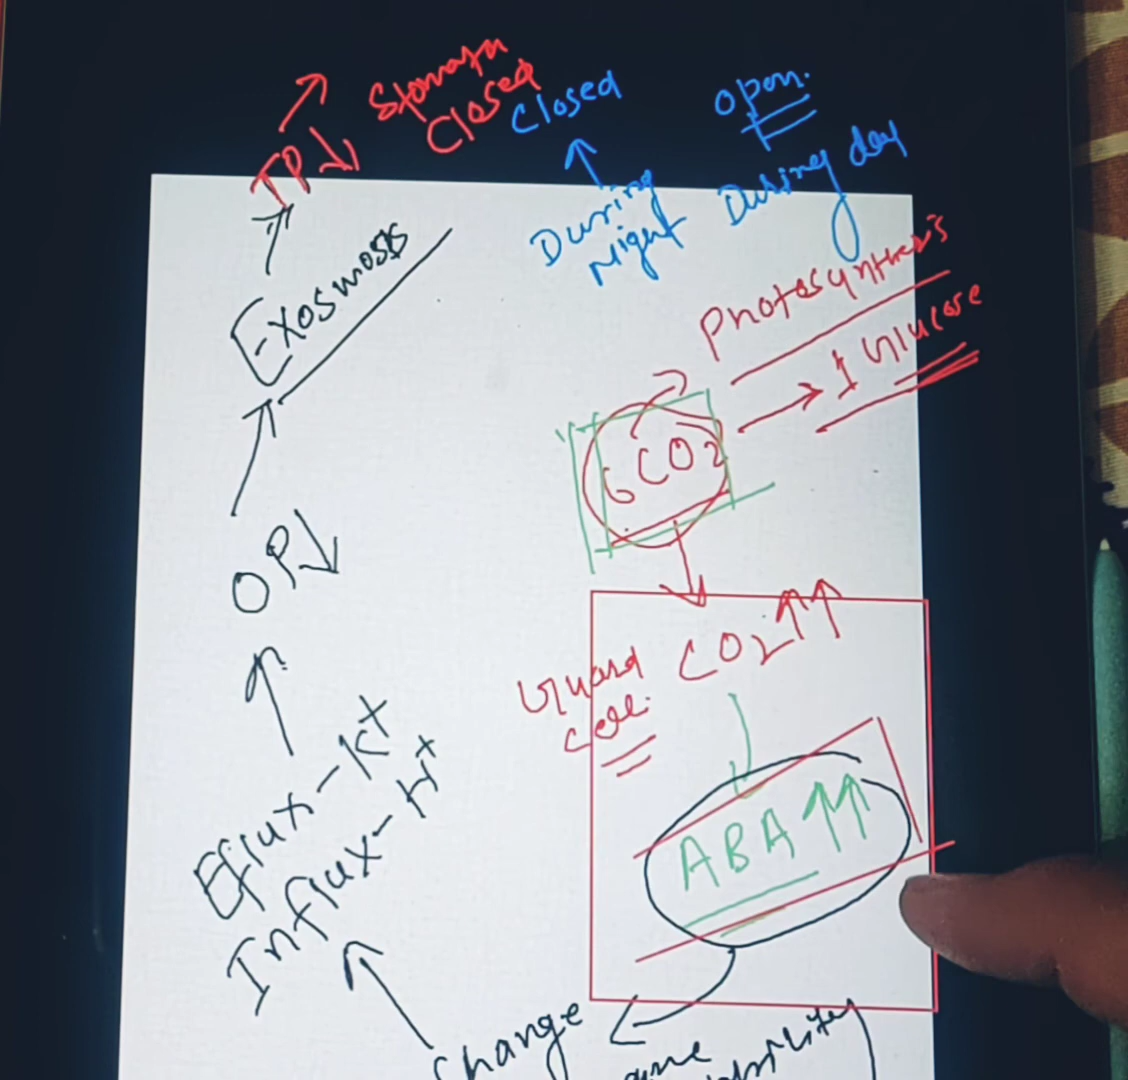 Stomata
Closed
TP↓
Closed
Open.
During
Night
During day
Exosmosis
Photosynthesis
6CO2 → 1 Glucose
OP↓
Guard
Cell.
CO2↑↑
ABA↑↑
Eflux-K+
Influx-H+
Change